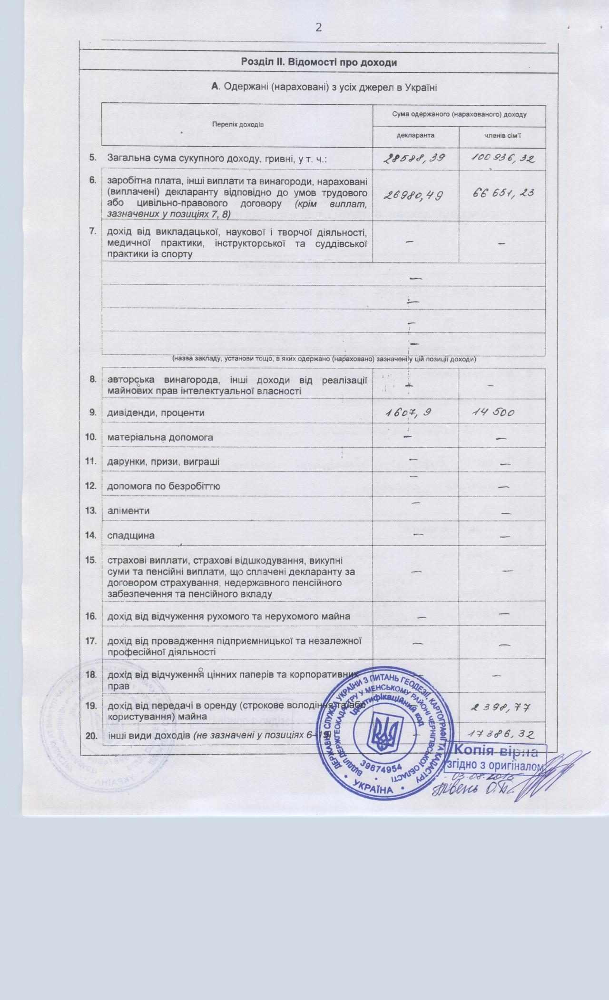 2
Розділ II. Відомості про доходи
А. Одержані (нараховані) з усіх джерел в Україні
Перелік доходів
Сума одержаного (нарахованого) доходу
декларанта
членів сім'ї
5. Загальна сума сукупного доходу, гривні, у т. ч.: 28588,39 100 936,32
6. заробітна плата, інші виплати та винагороди, нараховані
(виплачені) декларанту відповідно до умов трудового
або цивільно-правового договору (крім виплат, 26980,49 66 651,23
зазначених у позиціях 7, 8)
7. дохід від викладацької, наукової і творчої діяльності,
медичної практики, інструкторської та суддівської — —
практики із спорту
—
—
—
—
(назва закладу, установи тощо, в яких одержано (нараховано) зазначені у цій позиції доходи)
8. авторська винагорода, інші доходи від реалізації
майнових прав інтелектуальної власності — —
9. дивіденди, проценти 1607,9 14 500
10. матеріальна допомога — —
11. дарунки, призи, виграші — —
12. допомога по безробіттю — —
13. аліменти — —
14. спадщина — —
15. страхові виплати, страхові відшкодування, викупні
суми та пенсійні виплати, що сплачені декларанту за — —
договором страхування, недержавного пенсійного
забезпечення та пенсійного вкладу
16. дохід від відчуження рухомого та нерухомого майна — —
17. дохід від провадження підприємницької та незалежної
професійної діяльності — —
18. дохід від відчуження цінних паперів та корпоративних — —
прав
19. дохід від передачі в оренду (строкове володіння та/або — 2 398,77
користування) майна
20. інші види доходів (не зазначені у позиціях 6–19) — 17386,32
ДЕРЖАВНА СЛУЖБА УКРАЇНИ З ПИТАНЬ ГЕОДЕЗІЇ, КАРТОГРАФІЇ ТА КАДАСТРУ
ВІДДІЛ ДЕРЖГЕОКАДАСТРУ У МЕНСЬКОМУ РАЙОНІ ЧЕРНІГІВСЬКОЇ ОБЛАСТІ
Ідентифікаційний код
39874954
* УКРАЇНА *
Копія вірна
згідно з оригіналом
03.08.2015
Півень О.П.